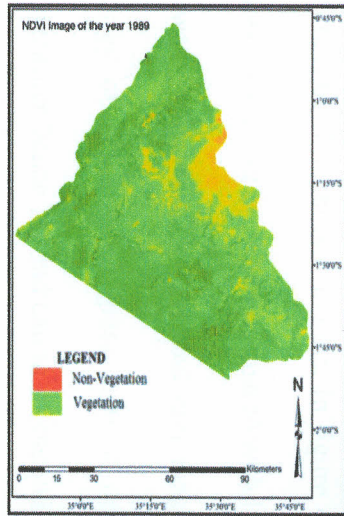 NDVI Image of the year 1989
0°45'0"S
1°0'0"S
1°15'0"S
1°30'0"S
1°45'0"S
2°0'0"S
LEGEND
Non-Vegetation
Vegetation
N
Kilometers
0 15 30 60 90
35°0'0"E 35°15'0"E 35°30'0"E 35°45'0"E